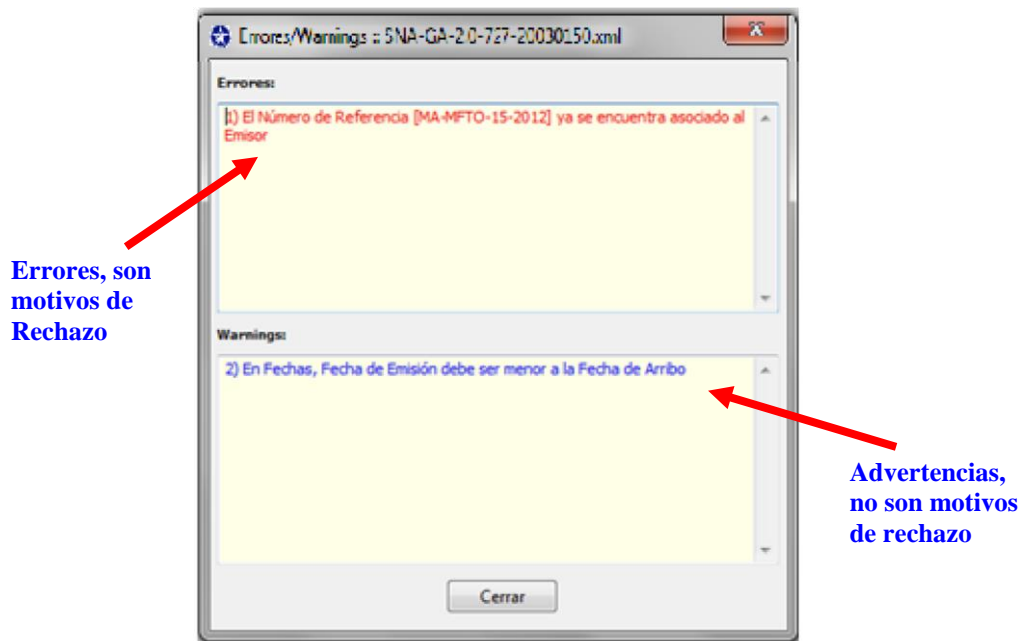 Errores/Warnings :: SNA-GA-2.0-727-20030150.xml
Errores:
1) El Número de Referencia [MA-MFTO-15-2012] ya se encuentra asociado al
Emisor
Errores, son
motivos de
Rechazo
Warnings:
2) En Fechas, Fecha de Emisión debe ser menor a la Fecha de Arribo
Advertencias,
no son motivos
de rechazo
Cerrar